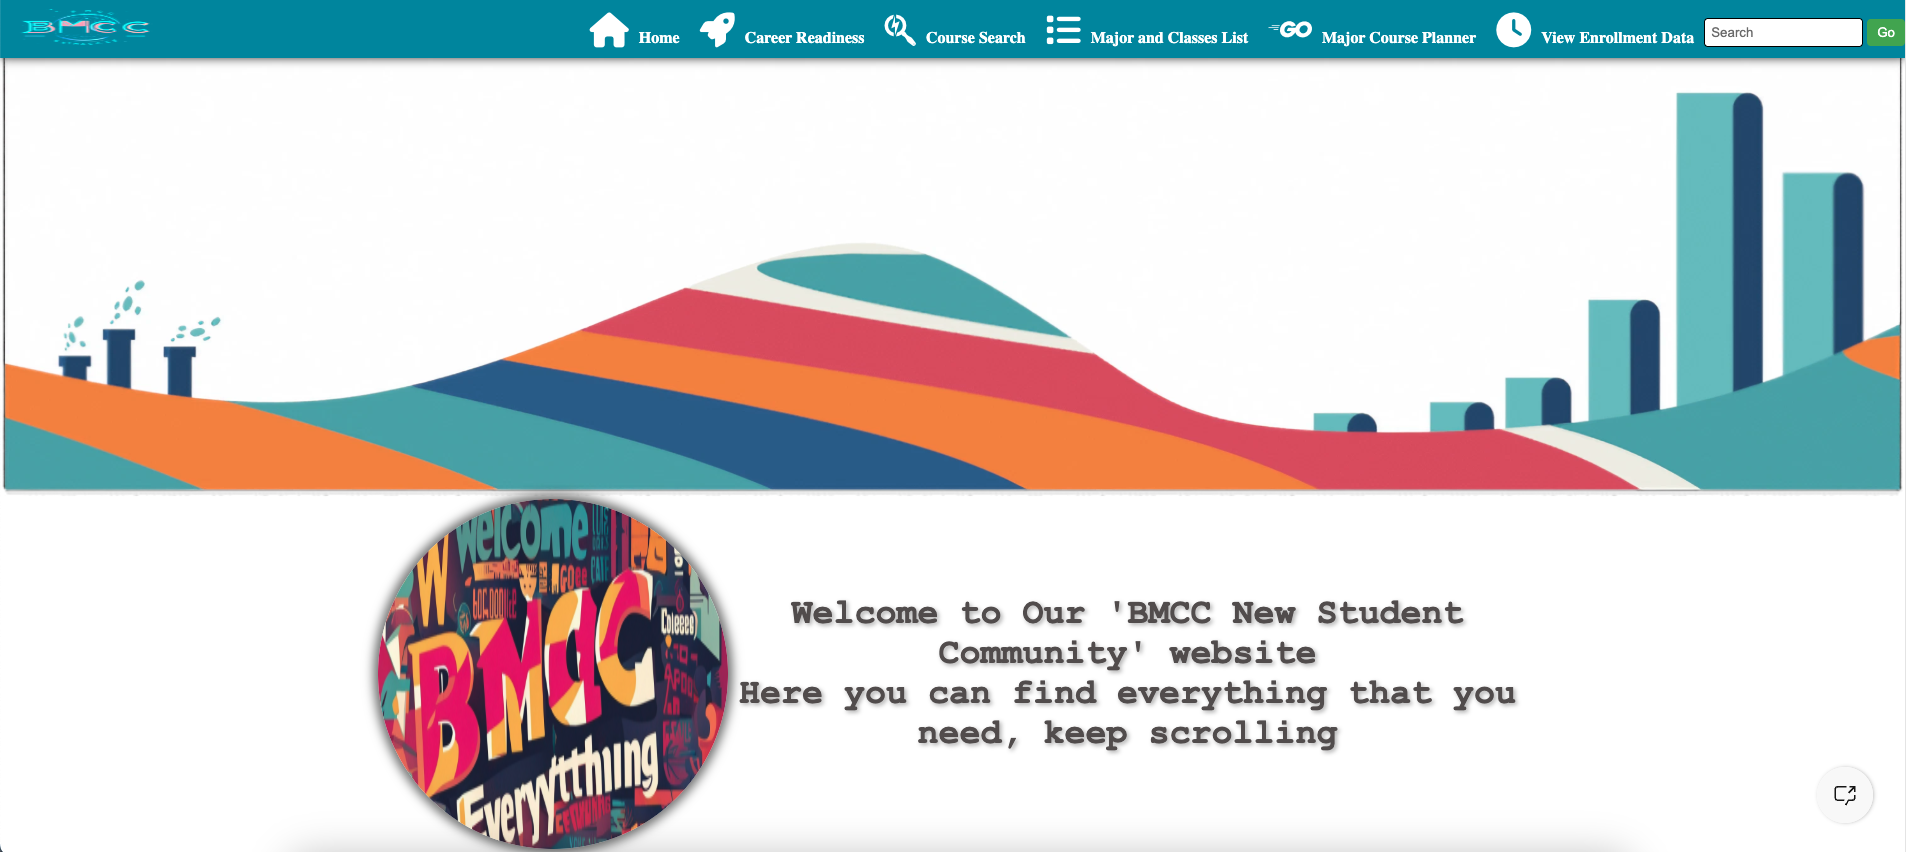 BMCC
Home
Career Readiness
Course Search
Major and Classes List
GO
Major Course Planner
View Enrollment Data
Search
Go
Welcome
W
BMCC
Everyytthiing
Welcome to Our 'BMCC New Student
Community' website
Here you can find everything that you
need, keep scrolling